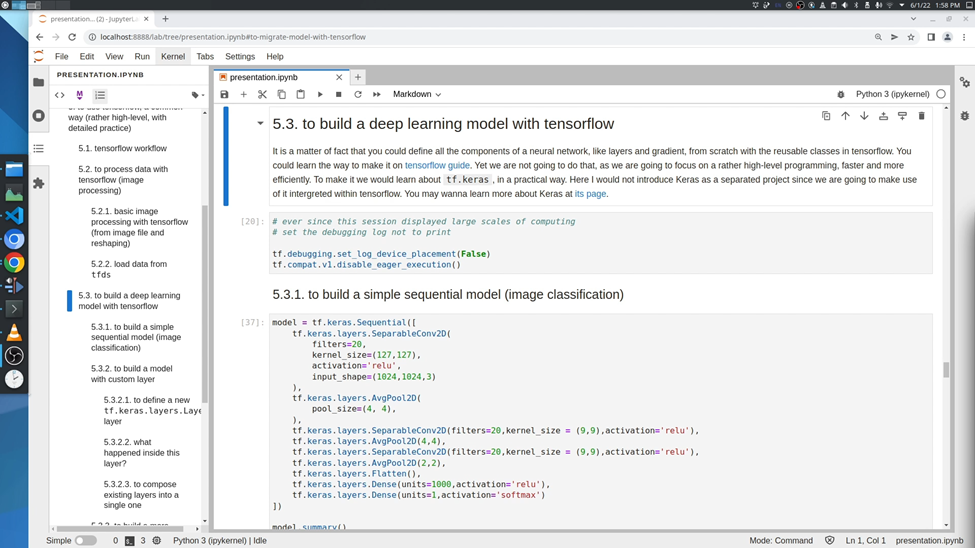 6/1/22 1:58 PM
presentation... (2) - JupyterL
localhost:8888/lab/tree/presentation.ipynb#to-migrate-model-with-tensorflow
File Edit View Run Kernel Tabs Settings Help
PRESENTATION.IPYNB
way (rather high-level, with
detailed practice)
5.1. tensorflow workflow
5.2. to process data with
tensorflow (image
processing)
5.2.1. basic image
processing with tensorflow
(from image file and
reshaping)
5.2.2. load data from
tfds
5.3. to build a deep learning
model with tensorflow
5.3.1. to build a simple
sequential model (image
classification)
5.3.2. to build a model
with custom layer
5.3.2.1. to define a new
tf.keras.layers.Laye
layer
5.3.2.2. what
happened inside this
layer?
5.3.2.3. to compose
existing layers into a
single one
presentation.ipynb
Markdown
Python 3 (ipykernel)
5.3. to build a deep learning model with tensorflow
It is a matter of fact that you could define all the components of a neural network, like layers and gradient, from scratch with the reusable classes in tensorflow. You
could learn the way to make it on tensorflow guide. Yet we are not going to do that, as we are going to focus on a rather high-level programming, faster and more
efficiently. To make it we would learn about tf.keras , in a practical way. Here I would not introduce Keras as a separated project since we are going to make use
of it intergreted within tensorflow. You may wanna learn more about Keras at its page.
[20]:
# ever since this session displayed large scales of computing
# set the debugging log not to print
tf.debugging.set_log_device_placement(False)
tf.compat.v1.disable_eager_execution()
5.3.1. to build a simple sequential model (image classification)
[37]:
model = tf.keras.Sequential([
tf.keras.layers.SeparableConv2D(
filters=20,
kernel_size=(127,127),
activation='relu',
input_shape=(1024,1024,3)
),
tf.keras.layers.AvgPool2D(
pool_size=(4, 4),
),
tf.keras.layers.SeparableConv2D(filters=20,kernel_size = (9,9),activation='relu'),
tf.keras.layers.AvgPool2D(4,4),
tf.keras.layers.SeparableConv2D(filters=20,kernel_size = (9,9),activation='relu'),
tf.keras.layers.AvgPool2D(2,2),
tf.keras.layers.Flatten(),
tf.keras.layers.Dense(units=1000,activation='relu'),
tf.keras.layers.Dense(units=1,activation='softmax')
])
model.summary()
Simple 0 3 Python 3 (ipykernel) | Idle Mode: Command Ln 1, Col 1 presentation.ipynb